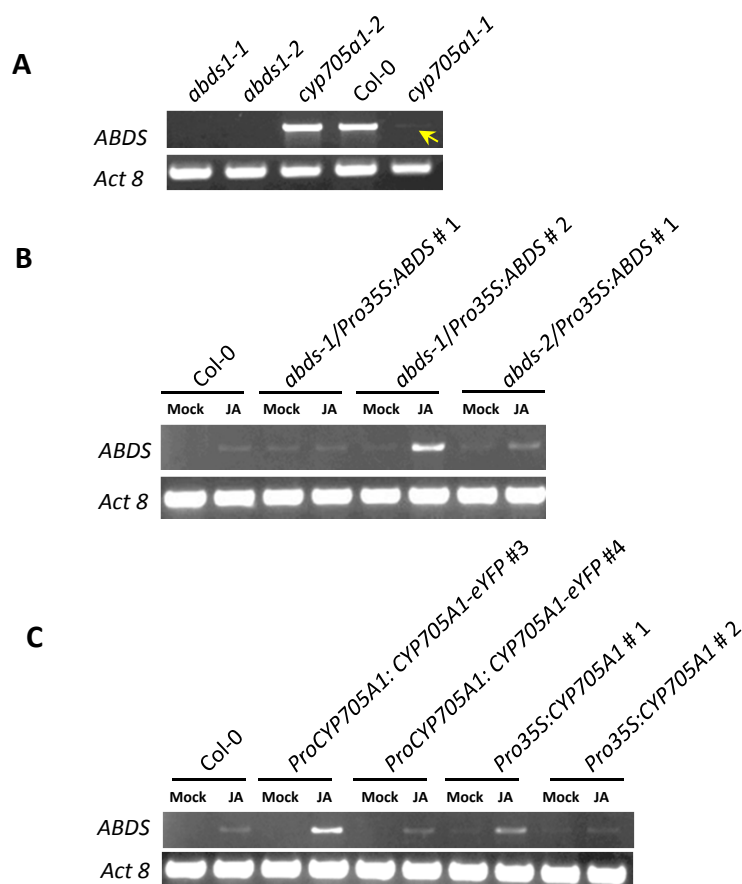 A
abds1-1
abds1-2
cyp705a1-2
Col-0
cyp705a1-1
ABDS
Act 8
B
Col-0
abds-1/Pro35S:ABDS # 1
abds-1/Pro35S:ABDS # 2
abds-2/Pro35S:ABDS # 1
Mock JA Mock JA Mock JA Mock JA
ABDS
Act 8
C
Col-0
ProCYP705A1: CYP705A1-eYFP #3
ProCYP705A1: CYP705A1-eYFP #4
Pro35S:CYP705A1 # 1
Pro35S:CYP705A1 # 2
Mock JA Mock JA Mock JA Mock JA Mock JA
ABDS
Act 8